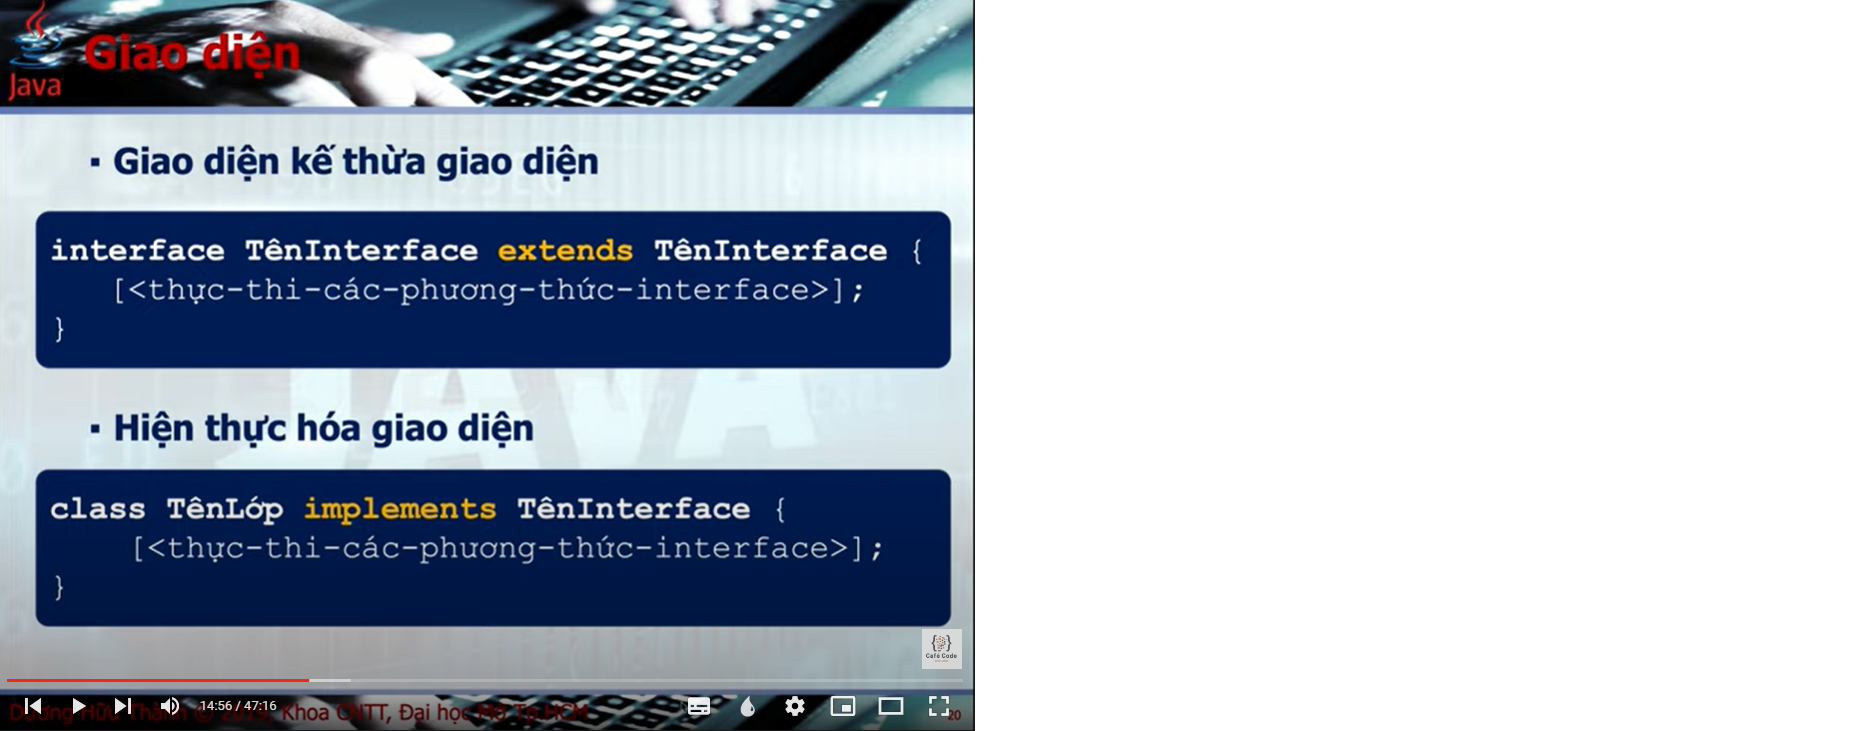 Java
Giao diện
▪ Giao diện kế thừa giao diện
interface TênInterface extends TênInterface {
[<thực-thi-các-phương-thức-interface>];
}
▪ Hiện thực hóa giao diện
class TênLớp implements TênInterface {
[<thực-thi-các-phương-thức-interface>];
}
{ }
Café Code
14:56 / 47:16
Dương Hữu Thành © 2019, Khoa CNTT, Đại học Mở Tp.HCM
20